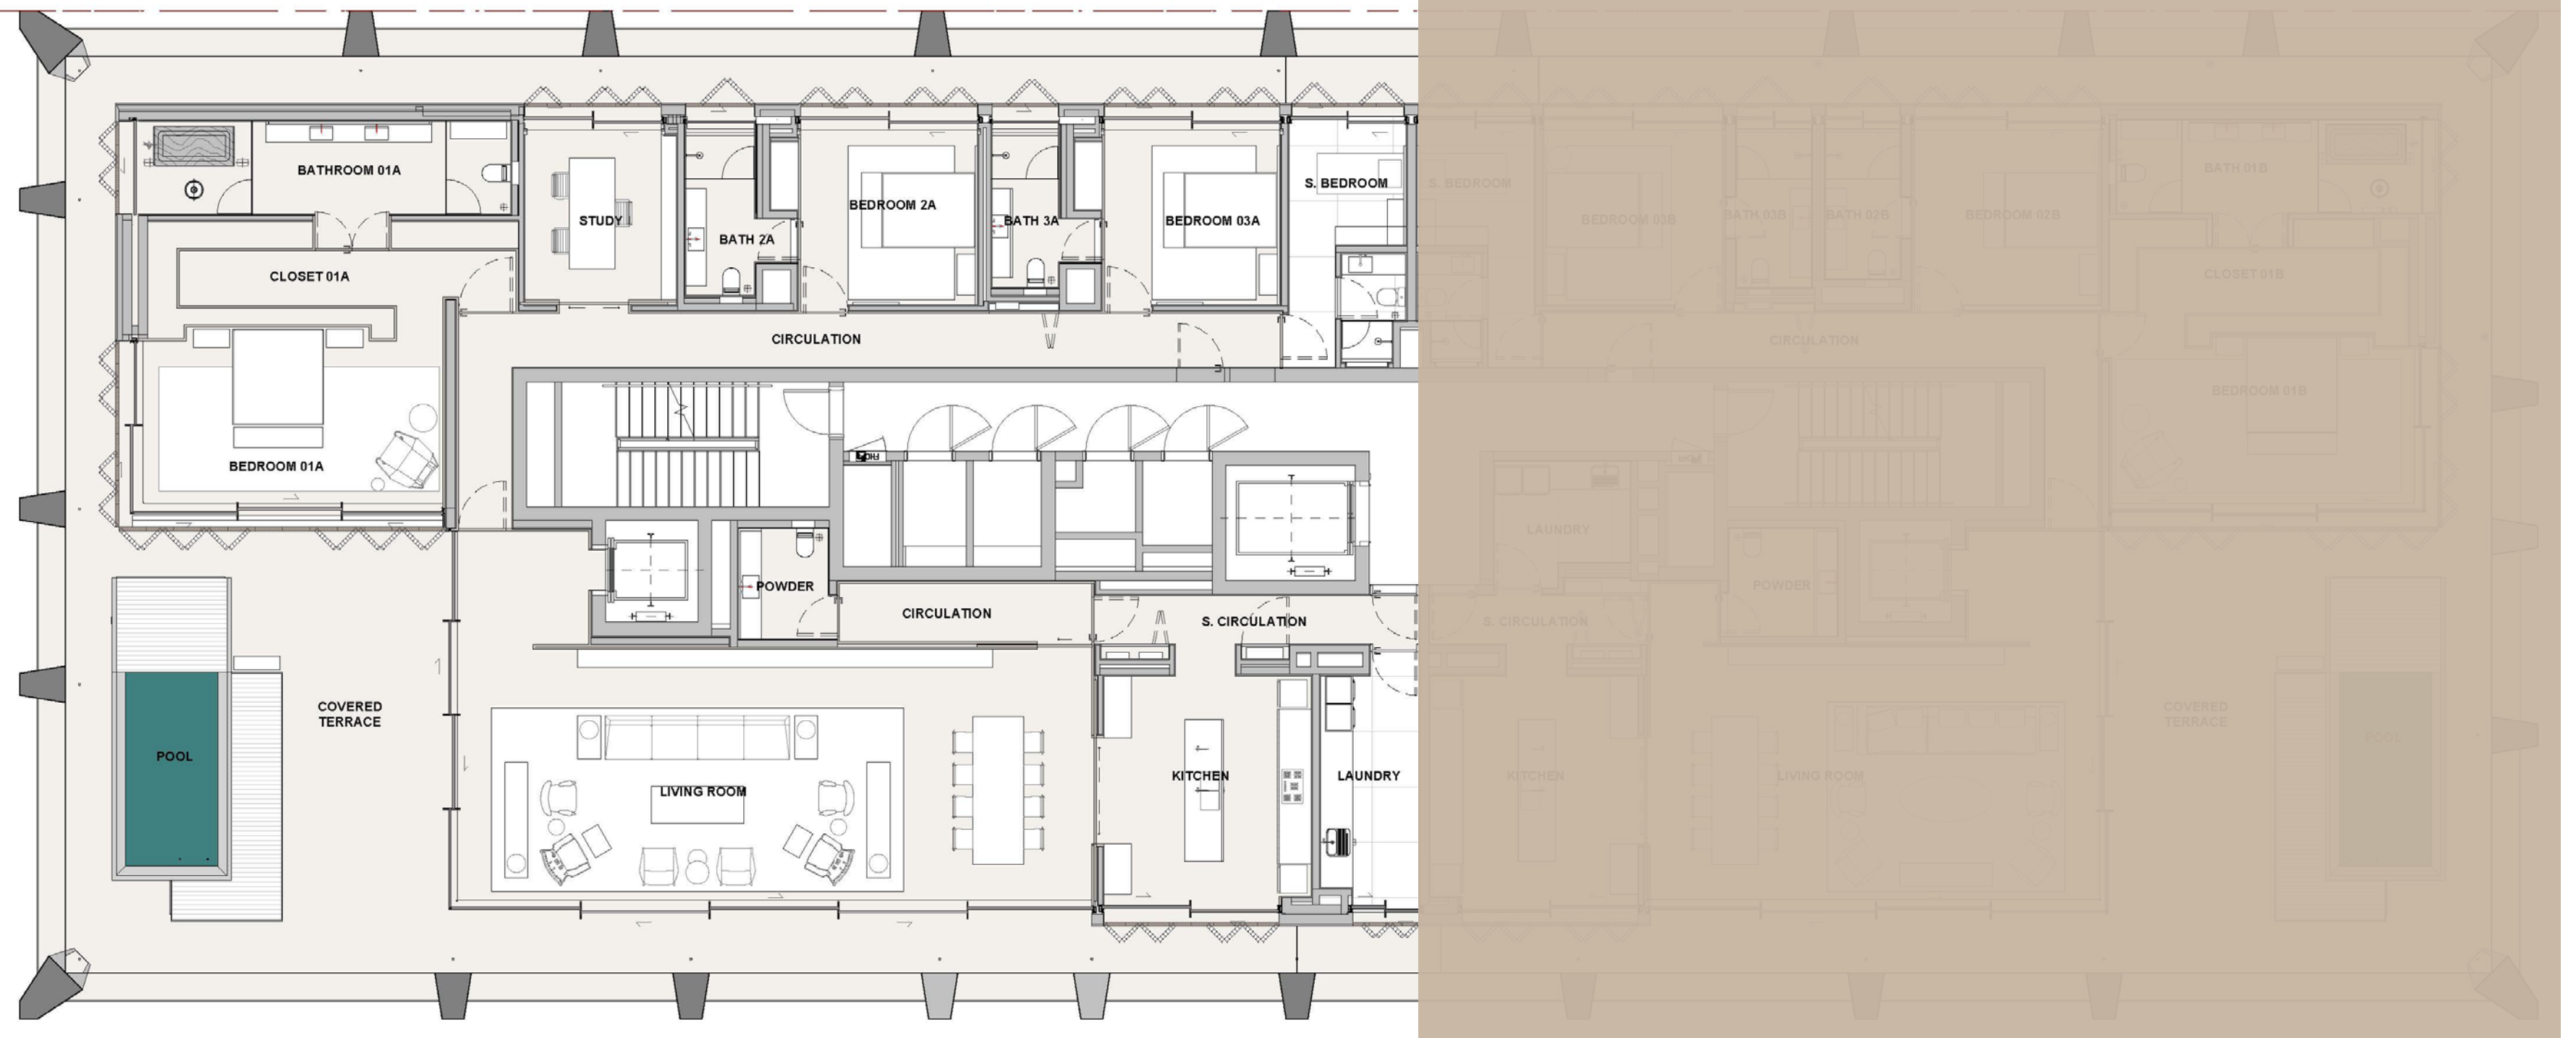 BATHROOM 01A
STUDY
BATH 2A
BEDROOM 2A
BATH 3A
BEDROOM 03A
S. BEDROOM
CLOSET 01A
CIRCULATION
BEDROOM 01A
POWDER
CIRCULATION
S. CIRCULATION
COVERED
TERRACE
POOL
LIVING ROOM
KITCHEN
LAUNDRY
S. BEDROOM
BEDROOM 03B
BATH 03B
BATH 02B
BEDROOM 02B
BATH 01B
CLOSET 01B
CIRCULATION
BEDROOM 01B
LAUNDRY
POWDER
S. CIRCULATION
KITCHEN
LIVING ROOM
COVERED
TERRACE
POOL